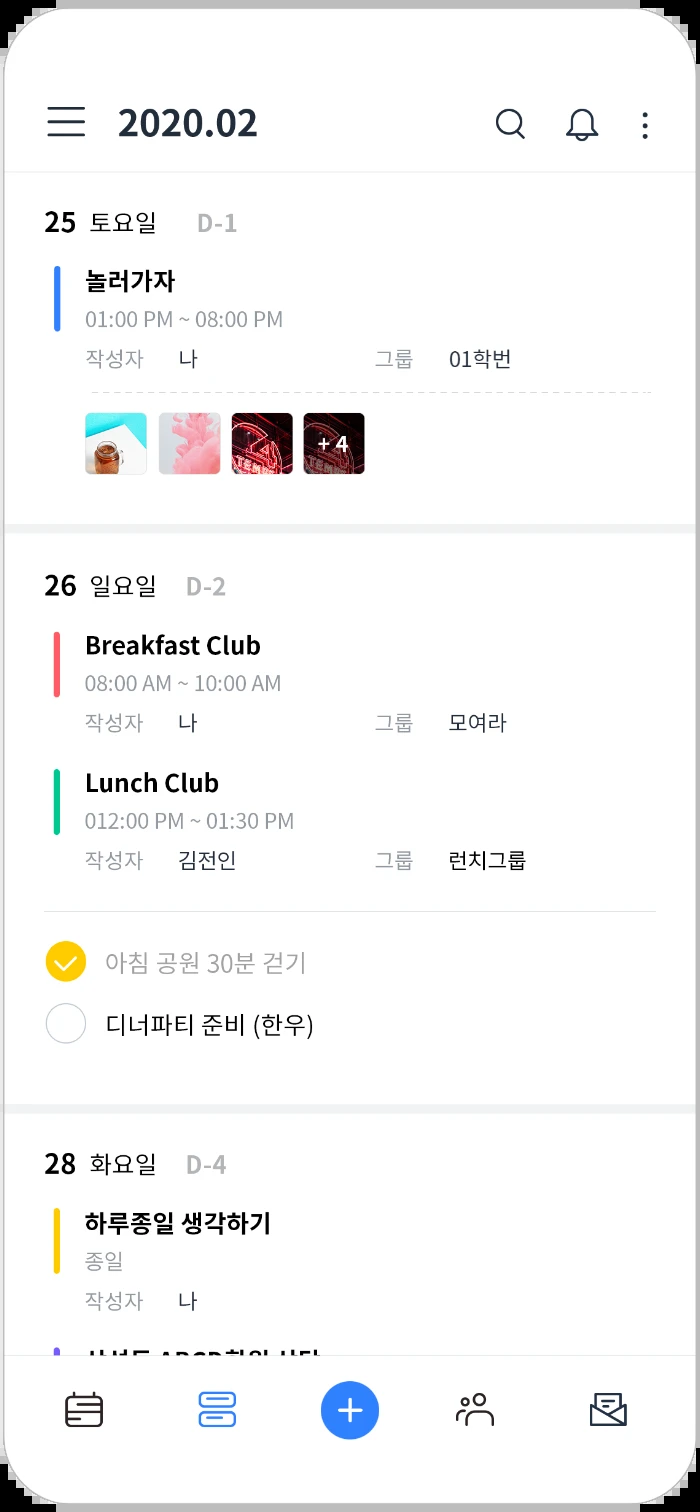 2020.02
25 토요일 D-1
놀러가자
01:00 PM ~ 08:00 PM
작성자 나 그룹 01학번
+ 4
26 일요일 D-2
Breakfast Club
08:00 AM ~ 10:00 AM
작성자 나 그룹 모여라
Lunch Club
012:00 PM ~ 01:30 PM
작성자 김전인 그룹 런치그룹
아침 공원 30분 걷기
디너파티 준비 (한우)
28 화요일 D-4
하루종일 생각하기
종일
작성자 나